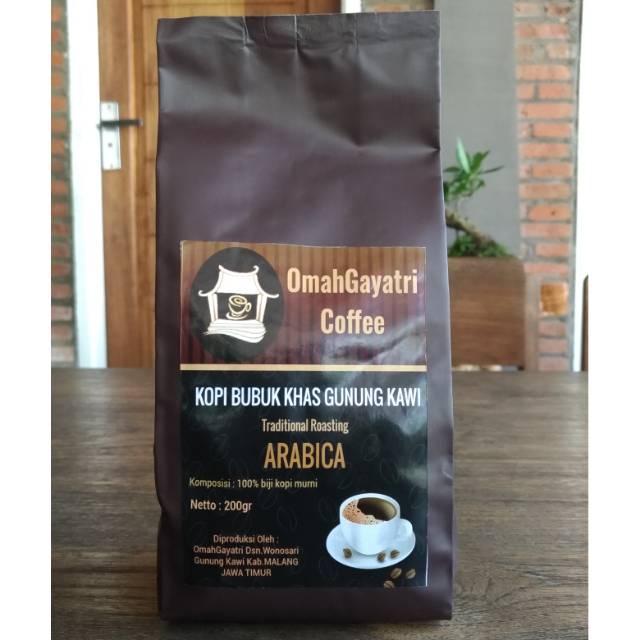 OmahGayatri
Coffee
KOPI BUBUK KHAS GUNUNG KAWI
Traditional Roasting
ARABICA
Komposisi : 100% biji kopi murni
Netto : 200gr
Diproduksi Oleh :
OmahGayatri Dsn.Wonosari
Gunung Kawi Kab.MALANG
JAWA TIMUR